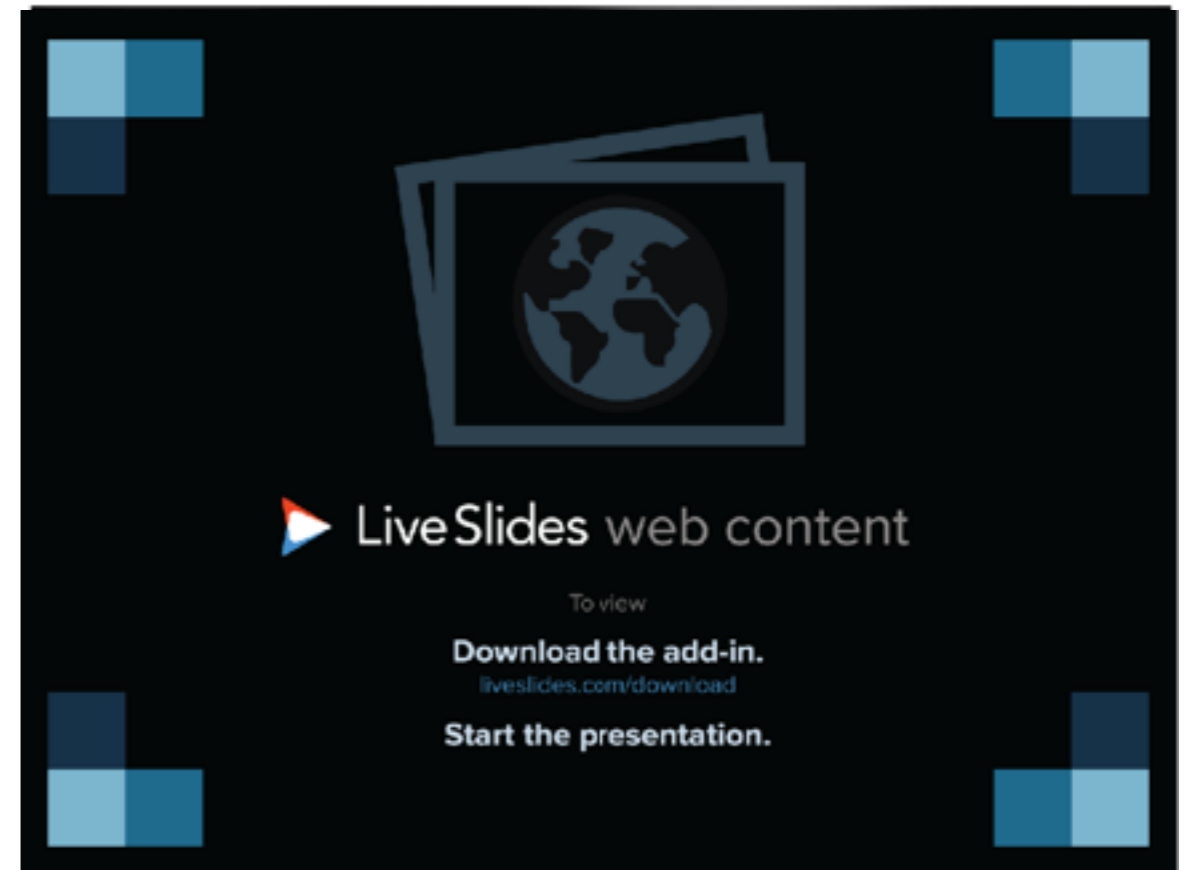 LiveSlides web content
To view
Download the add-in.
liveslides.com/download
Start the presentation.